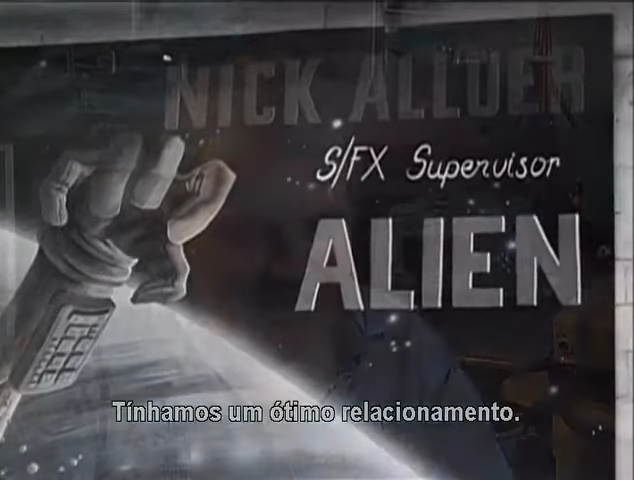 NICK ALLDER
S/FX Supervisor
ALIEN
Tínhamos um ótimo relacionamento.